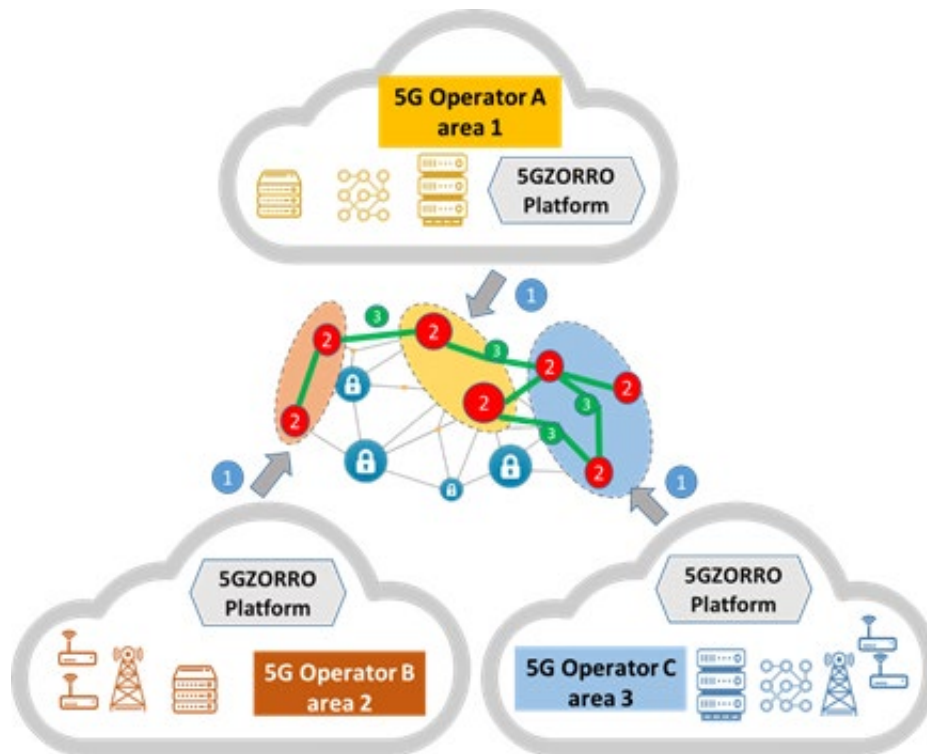 5G Operator A
area 1
5GZORRO
Platform
1
3
2
2
3
2
2
2
3
2
3
2
1
1
5GZORRO
Platform
5GZORRO
Platform
5G Operator B
area 2
5G Operator C
area 3